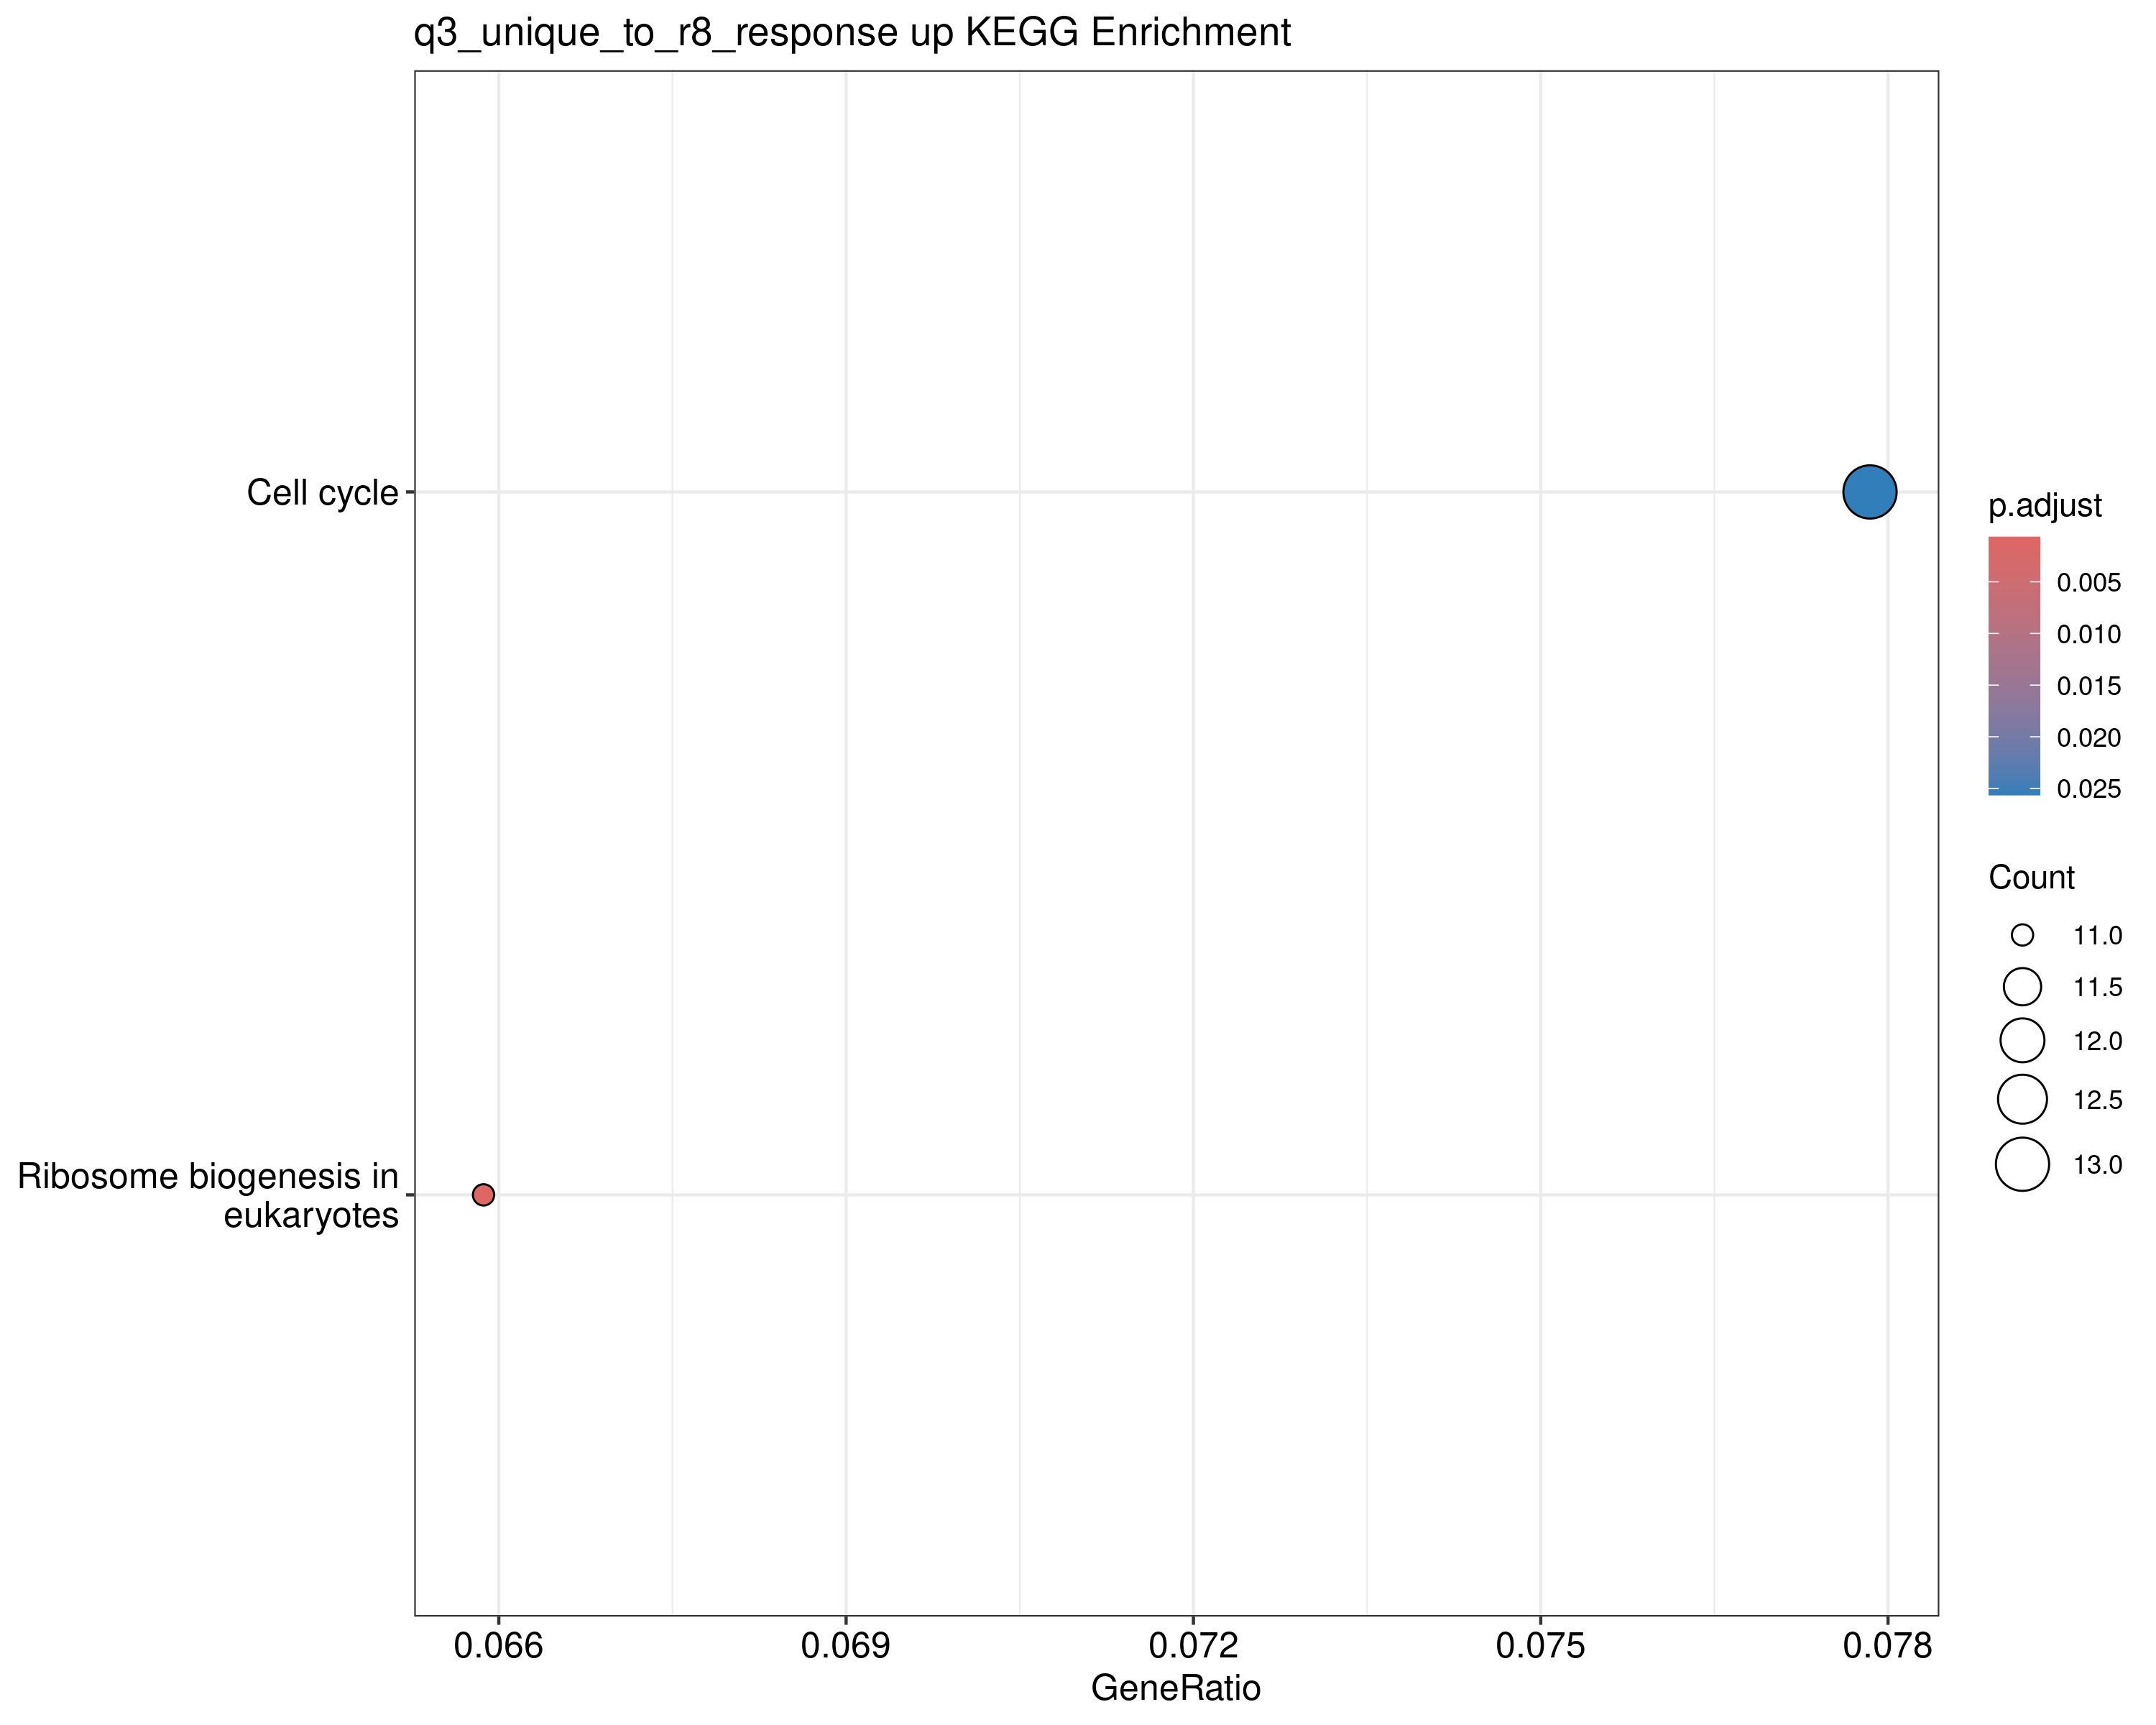 q3_unique_to_r8_response up KEGG Enrichment
Cell cycle
Ribosome biogenesis in
eukaryotes
0.066
0.069
0.072
0.075
0.078
GeneRatio
p.adjust
0.005
0.010
0.015
0.020
0.025
Count
11.0
11.5
12.0
12.5
13.0